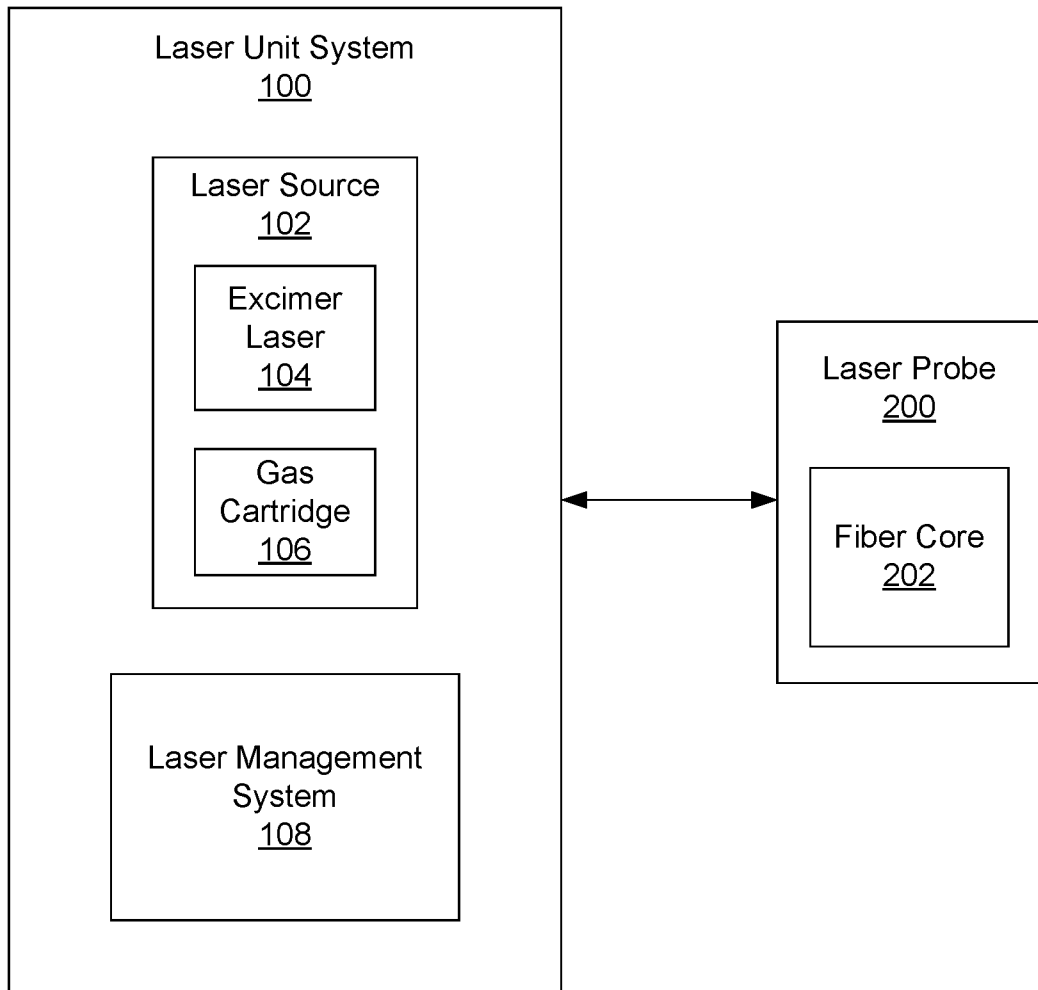 Laser Unit System
100
Laser Source
102
Excimer
Laser
104
Gas
Cartridge
106
Laser Management
System
108
Laser Probe
200
Fiber Core
202